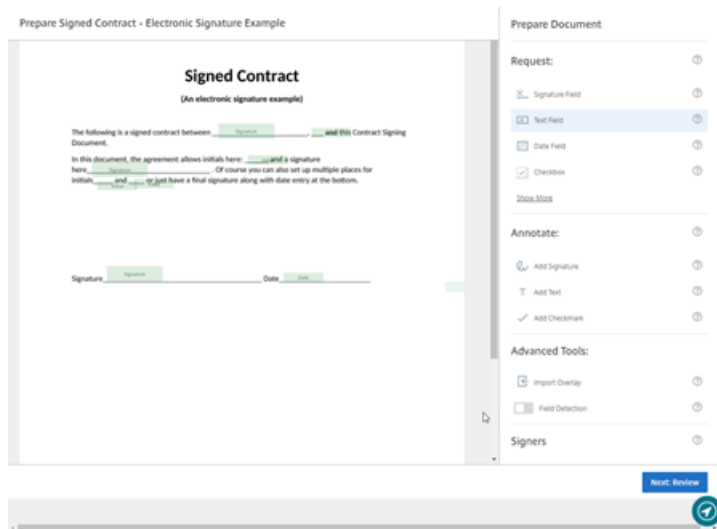 Prepare Signed Contract - Electronic Signature Example
Signed Contract
(An electronic signature example)
The following is a signed contract between Signature , and this Contract Signing
Document.
In this document, the agreement allows initials here: and a signature
here Signature . Of course you can also set up multiple places for
initials and or just have a final signature along with date entry at the bottom.
Signature Signature Date Date
Prepare Document
Request:
Signature Field
Text Field
Date Field
Checkbox
Show More
Annotate:
Add Signature
Add Text
Add Checkmark
Advanced Tools:
Import Overlay
Field Detection
Signers
Next: Review